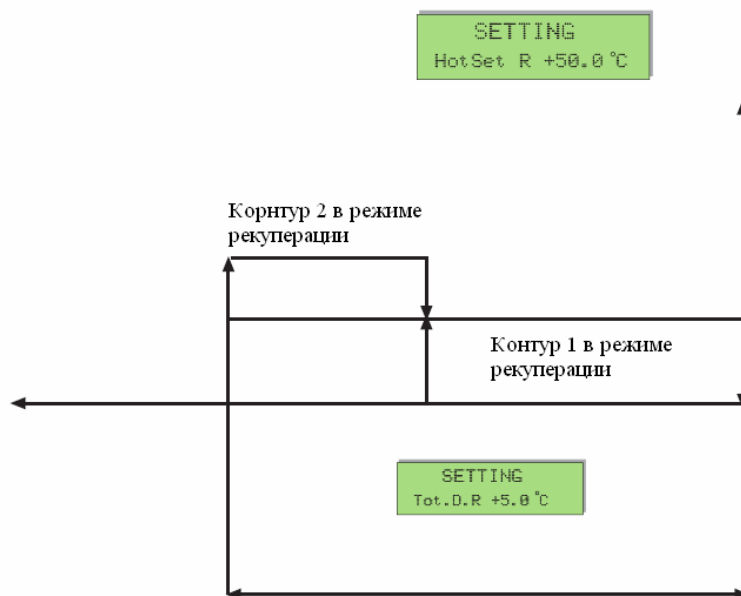 SETTING
HotSet R +50.0°C
Корнтур 2 в режиме
рекуперации
Контур 1 в режиме
рекуперации
SETTING
Tot.D.R +5.0°C